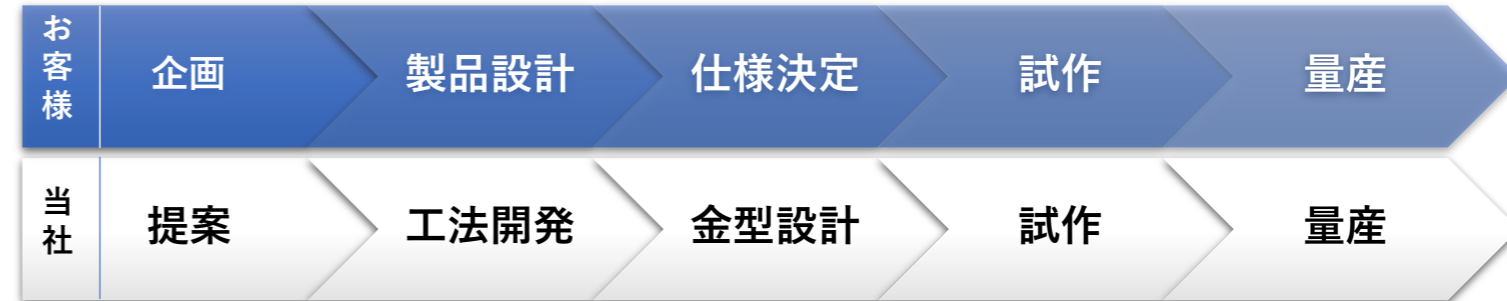 お客様
企画 製品設計 仕様決定 試作 量産
当社
提案 工法開発 金型設計 試作 量産